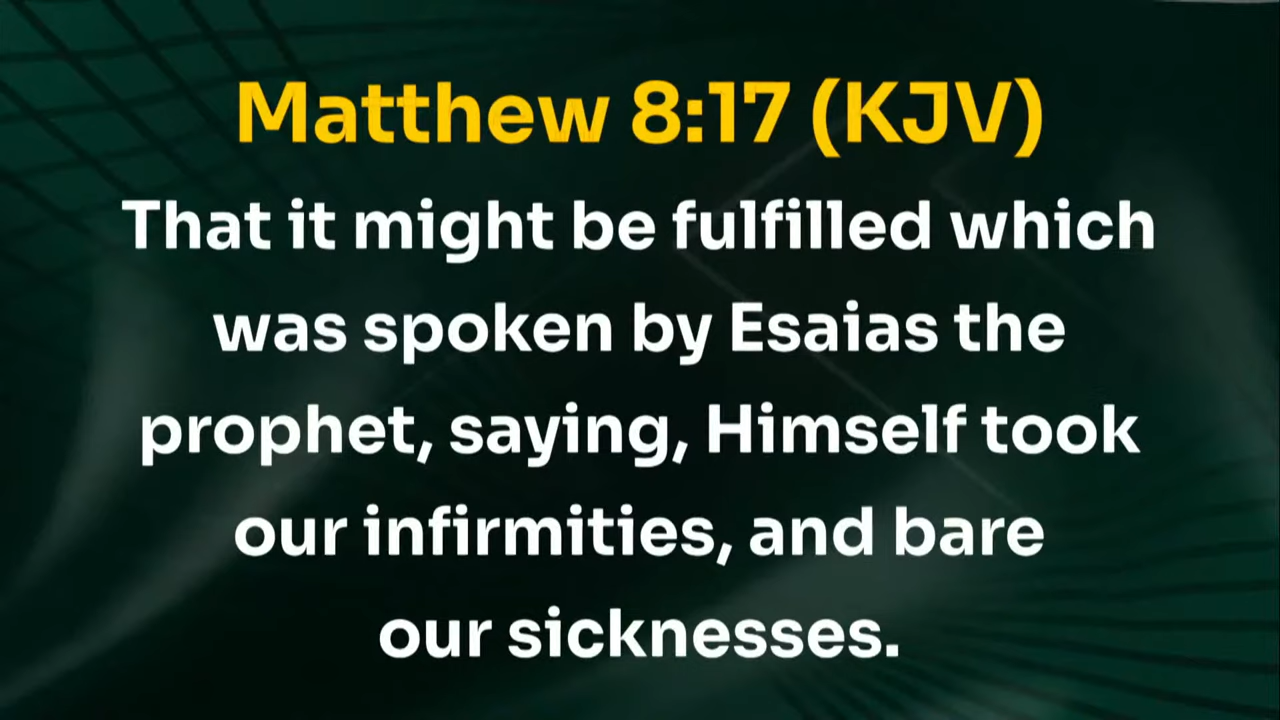 Matthew 8:17 (KJV)
That it might be fulfilled which
was spoken by Esaias the
prophet, saying, Himself took
our infirmities, and bare
our sicknesses.